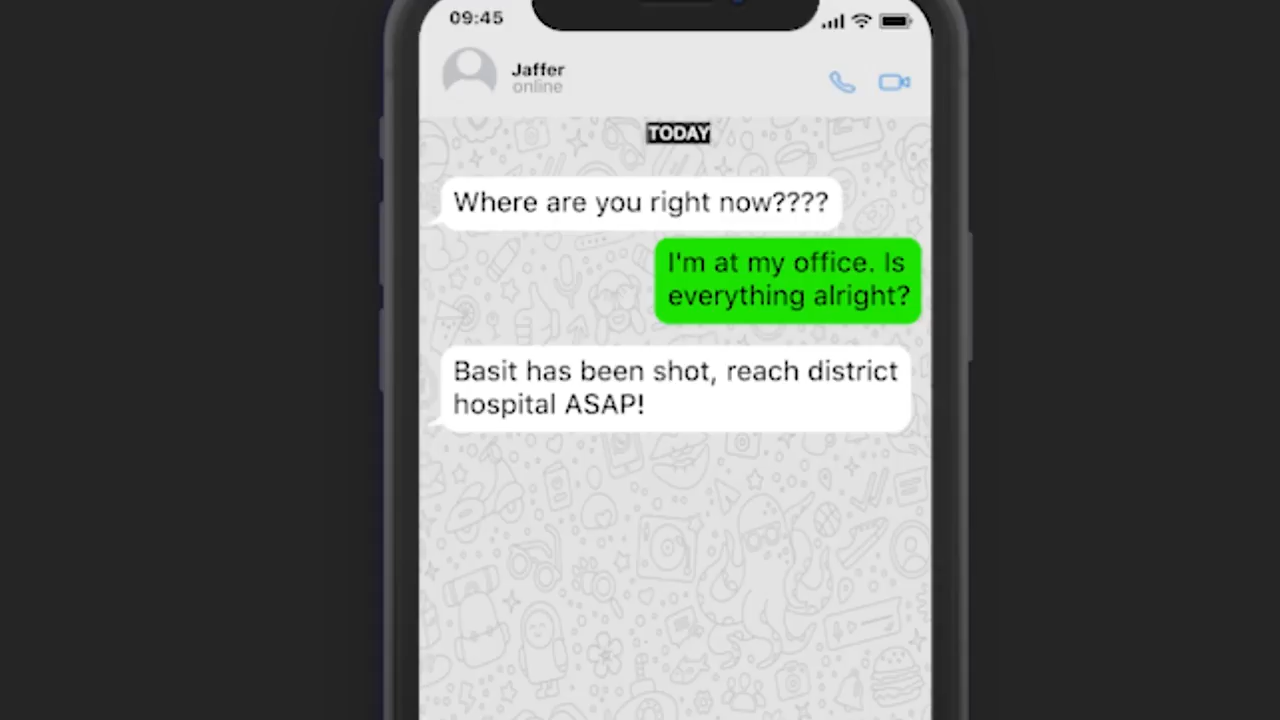 09:45
Jaffer
online
TODAY
Where are you right now????
I'm at my office. Is
everything alright?
Basit has been shot, reach district
hospital ASAP!